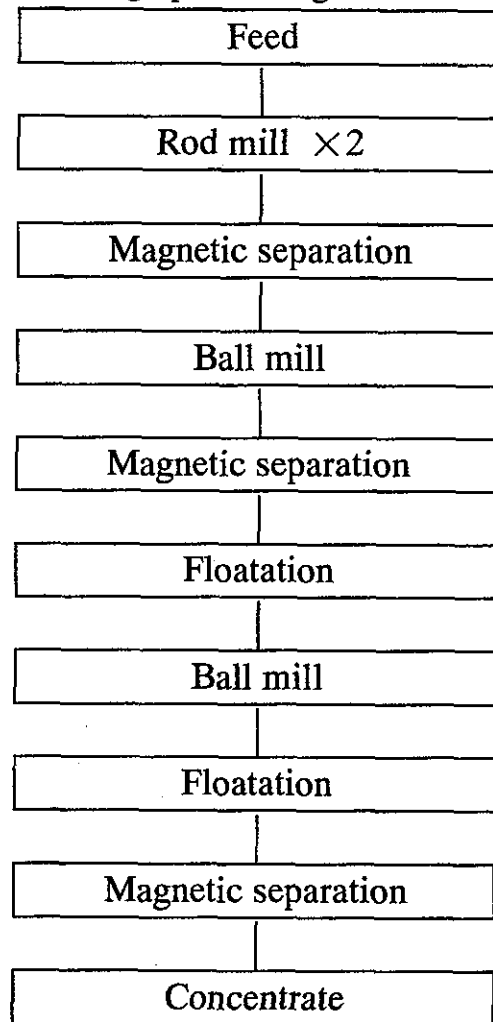 Feed
Rod mill ×2
Magnetic separation
Ball mill
Magnetic separation
Floatation
Ball mill
Floatation
Magnetic separation
Concentrate